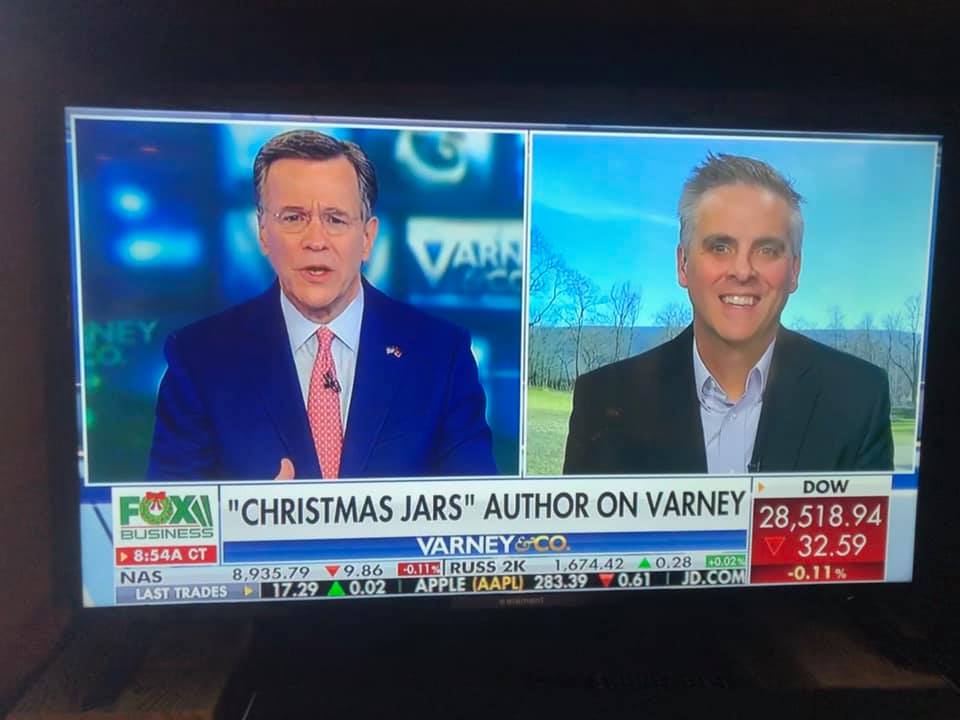 VARN
& CO
NEY
CO.
FOX
BUSINESS
8:54A CT
"CHRISTMAS JARS" AUTHOR ON VARNEY
VARNEY & CO.
DOW
28,518.94
▼ 32.59
-0.11%
NAS 8,935.79 ▼ 9.86 -0.11% RUSS 2K 1,674.42 ▲ 0.28 +0.02%
LAST TRADES 17.29 ▲ 0.02 APPLE (AAPL) 283.39 ▼ 0.61 JD.COM
element